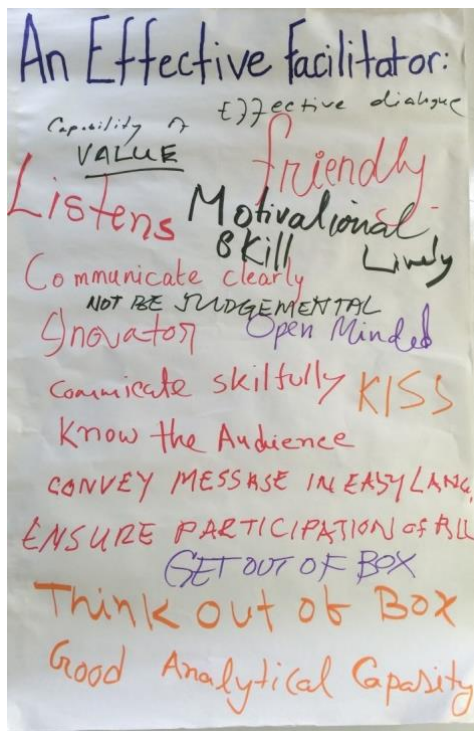 An Effective Facilitator:
Effective dialogue
Capability of
VALUE
friendly
Listens
Motivational
Skill
Lively
Communicate clearly
NOT BE JUDGEMENTAL
Inovator
Open Minded
Commicate skilfully
KISS
Know the Audience
CONVEY MESSASE IN EASY LANG.
ENSURE PARTICIPATION of ALL
GET OUT OF BOX
Think out of Box
Good Analytical Capasity